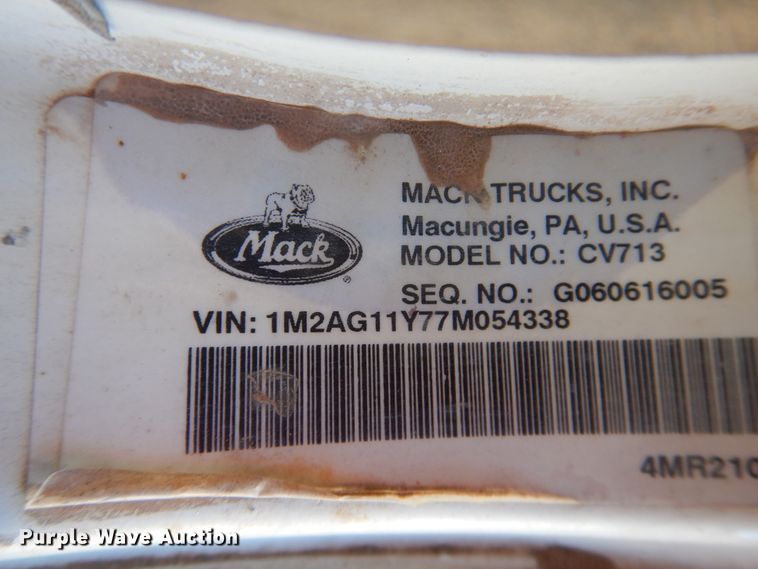 MACK TRUCKS, INC.
Mack
Macungie, PA, U.S.A.
MODEL NO.: CV713
SEQ. NO.: G060616005
VIN: 1M2AG11Y77M054338
4MR210
Purple Wave Auction